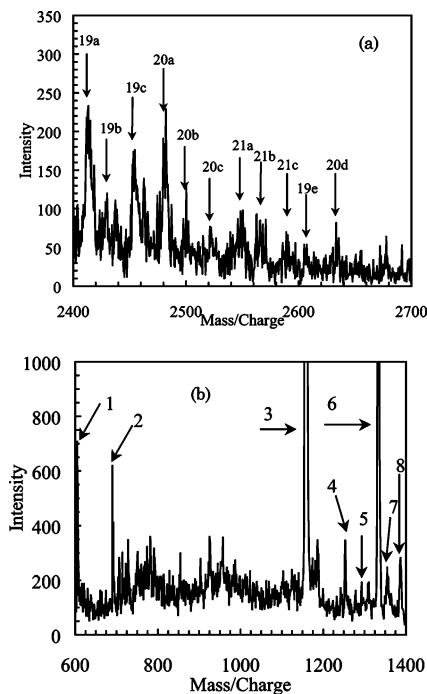 350
300
250
200
150
100
50
0
Intensity
(a)
19a
19b
19c
20a
20b
20c
21a
21b
21c
19e
20d
2400 2500 2600 2700
Mass/Charge
1000
800
600
400
200
0
Intensity
(b)
1
2
3
6
4
5
7
8
600 800 1000 1200 1400
Mass/Charge